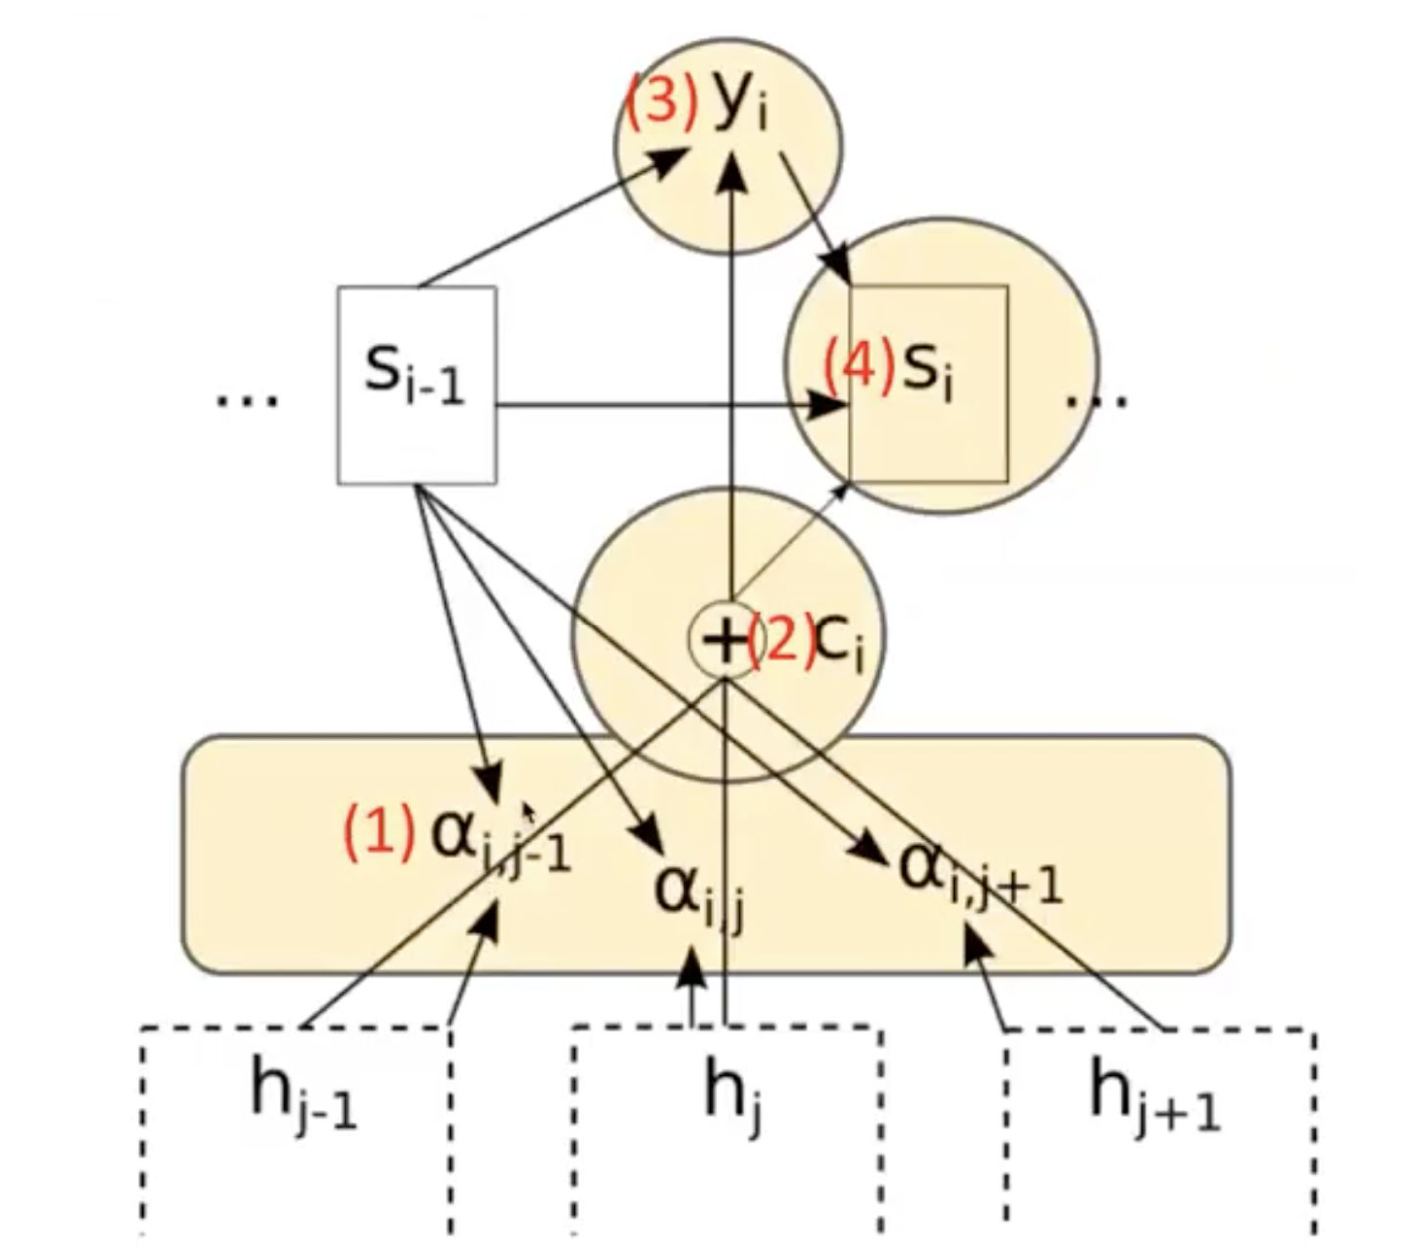 (3) yᵢ
sᵢ₋₁
(4) sᵢ
...
...
+ (2) cᵢ
(1) αᵢ,ⱼ₋₁
αᵢ,ⱼ
αᵢ,ⱼ₊₁
hⱼ₋₁
hⱼ
hⱼ₊₁